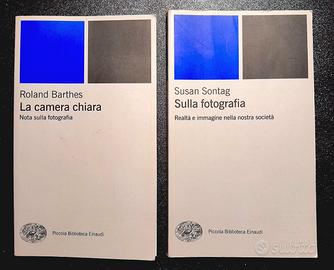 Roland Barthes
La camera chiara
Nota sulla fotografia
Piccola Biblioteca Einaudi
Susan Sontag
Sulla fotografia
Realtà e immagine nella nostra società
Piccola Biblioteca Einaudi
subito